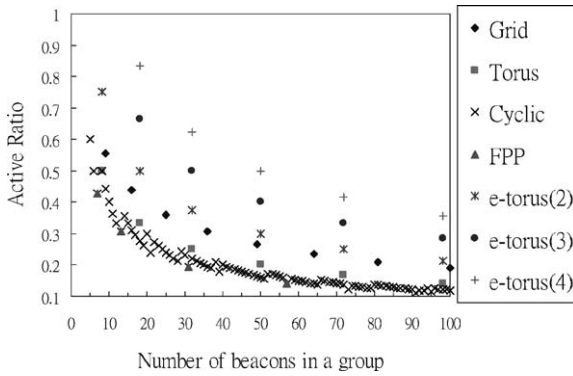 1
0.9
0.8
0.7
0.6
0.5
0.4
0.3
0.2
0.1
Active Ratio
0 10 20 30 40 50 60 70 80 90 100
Number of beacons in a group
Grid
Torus
Cyclic
FPP
e-torus(2)
e-torus(3)
e-torus(4)